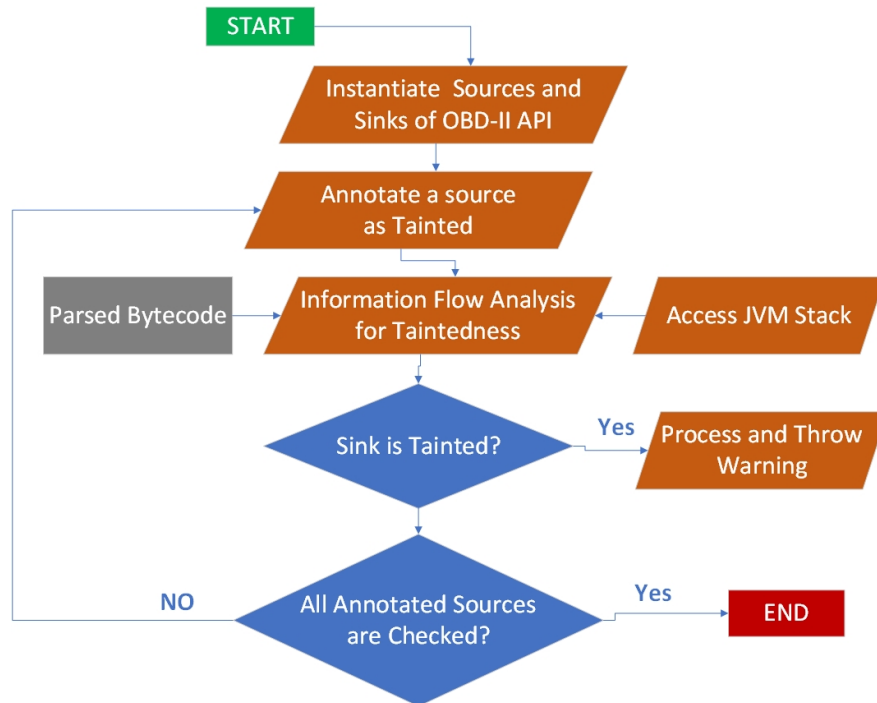 START
Instantiate Sources and
Sinks of OBD-II API
Annotate a source
as Tainted
Parsed Bytecode
Information Flow Analysis
for Taintedness
Access JVM Stack
Sink is Tainted?
Yes
Process and Throw
Warning
NO
All Annotated Sources
are Checked?
Yes
END